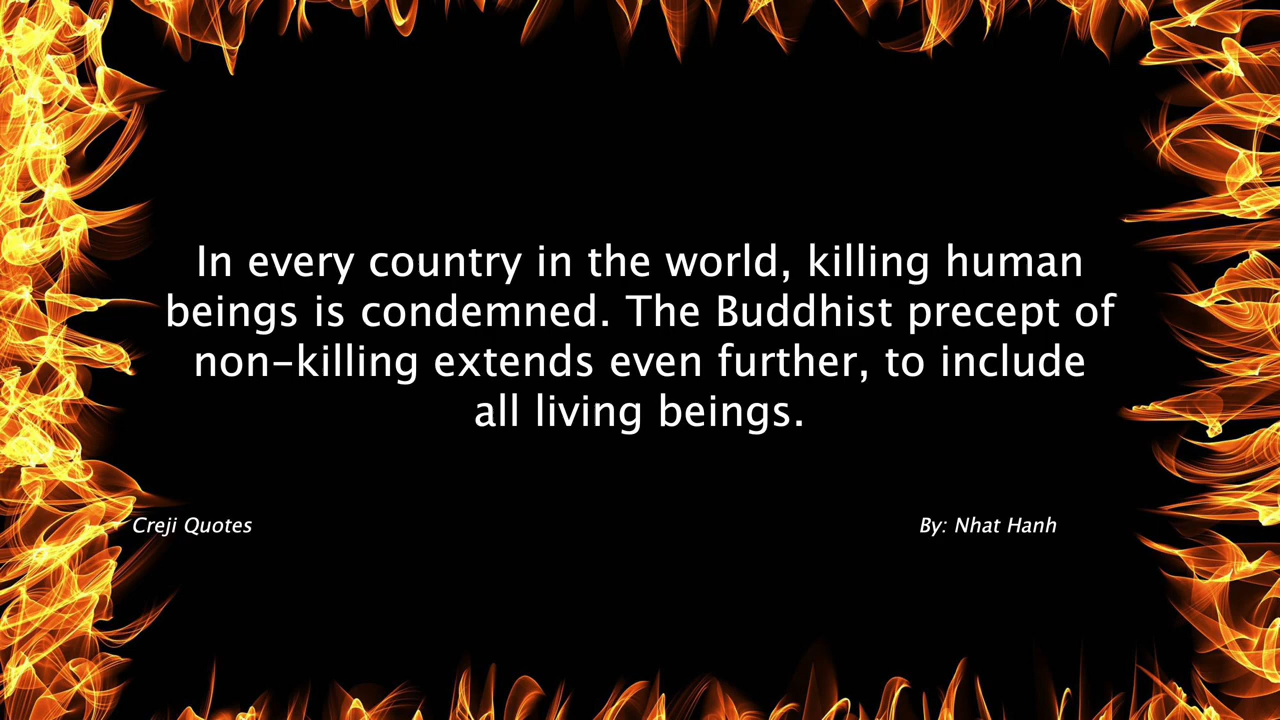 In every country in the world, killing human
beings is condemned. The Buddhist precept of
non-killing extends even further, to include
all living beings.
Creji Quotes
By: Nhat Hanh